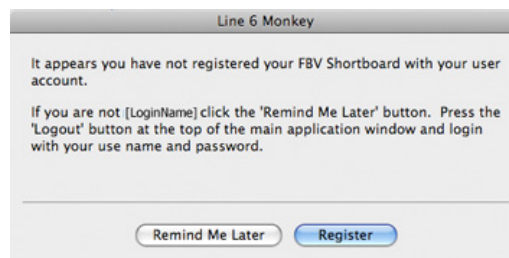 Line 6 Monkey
It appears you have not registered your FBV Shortboard with your user
account.
If you are not [LoginName] click the 'Remind Me Later' button. Press the
'Logout' button at the top of the main application window and login
with your use name and password.
Remind Me Later
Register